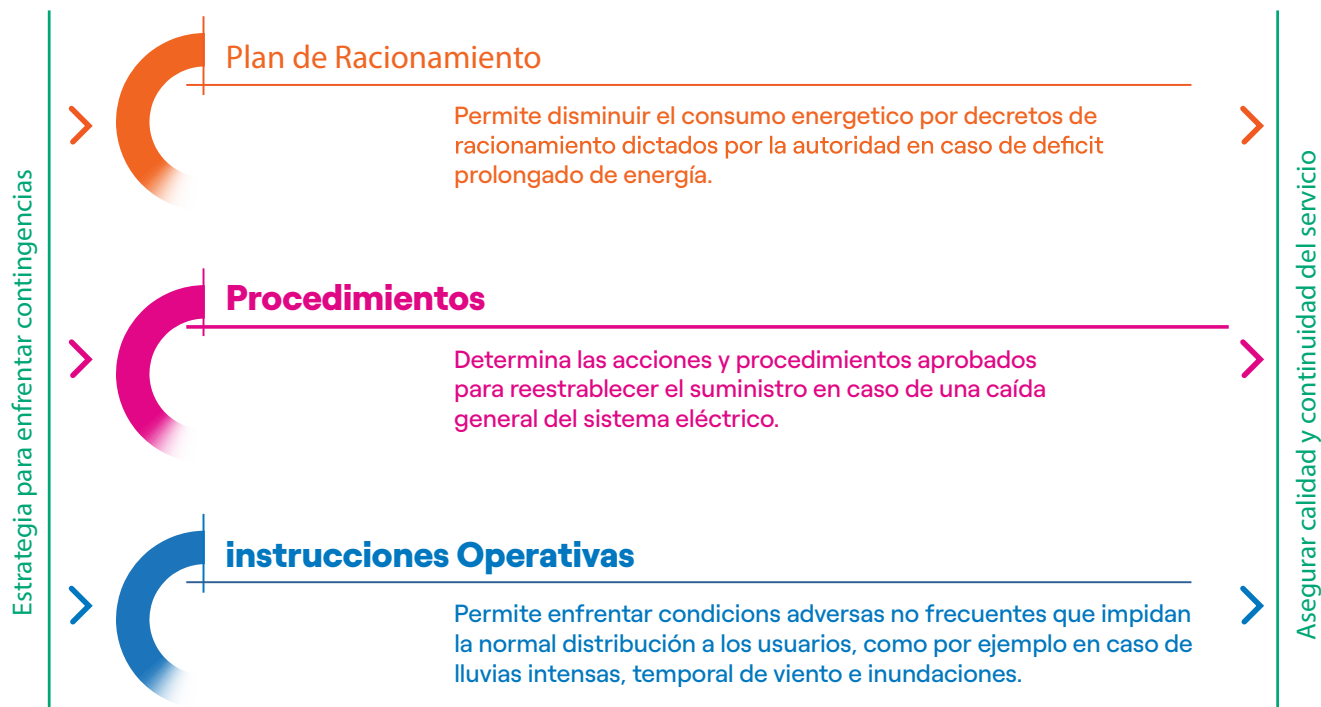 Estrategia para enfrentar contingencias
Plan de Racionamiento
Permite disminuir el consumo energetico por decretos de
racionamiento dictados por la autoridad en caso de deficit
prolongado de energía.
Procedimientos
Determina las acciones y procedimientos aprobados
para reestrablecer el suministro en caso de una caída
general del sistema eléctrico.
instrucciones Operativas
Permite enfrentar condicions adversas no frecuentes que impidan
la normal distribución a los usuarios, como por ejemplo en caso de
lluvias intensas, temporal de viento e inundaciones.
Asegurar calidad y continuidad del servicio